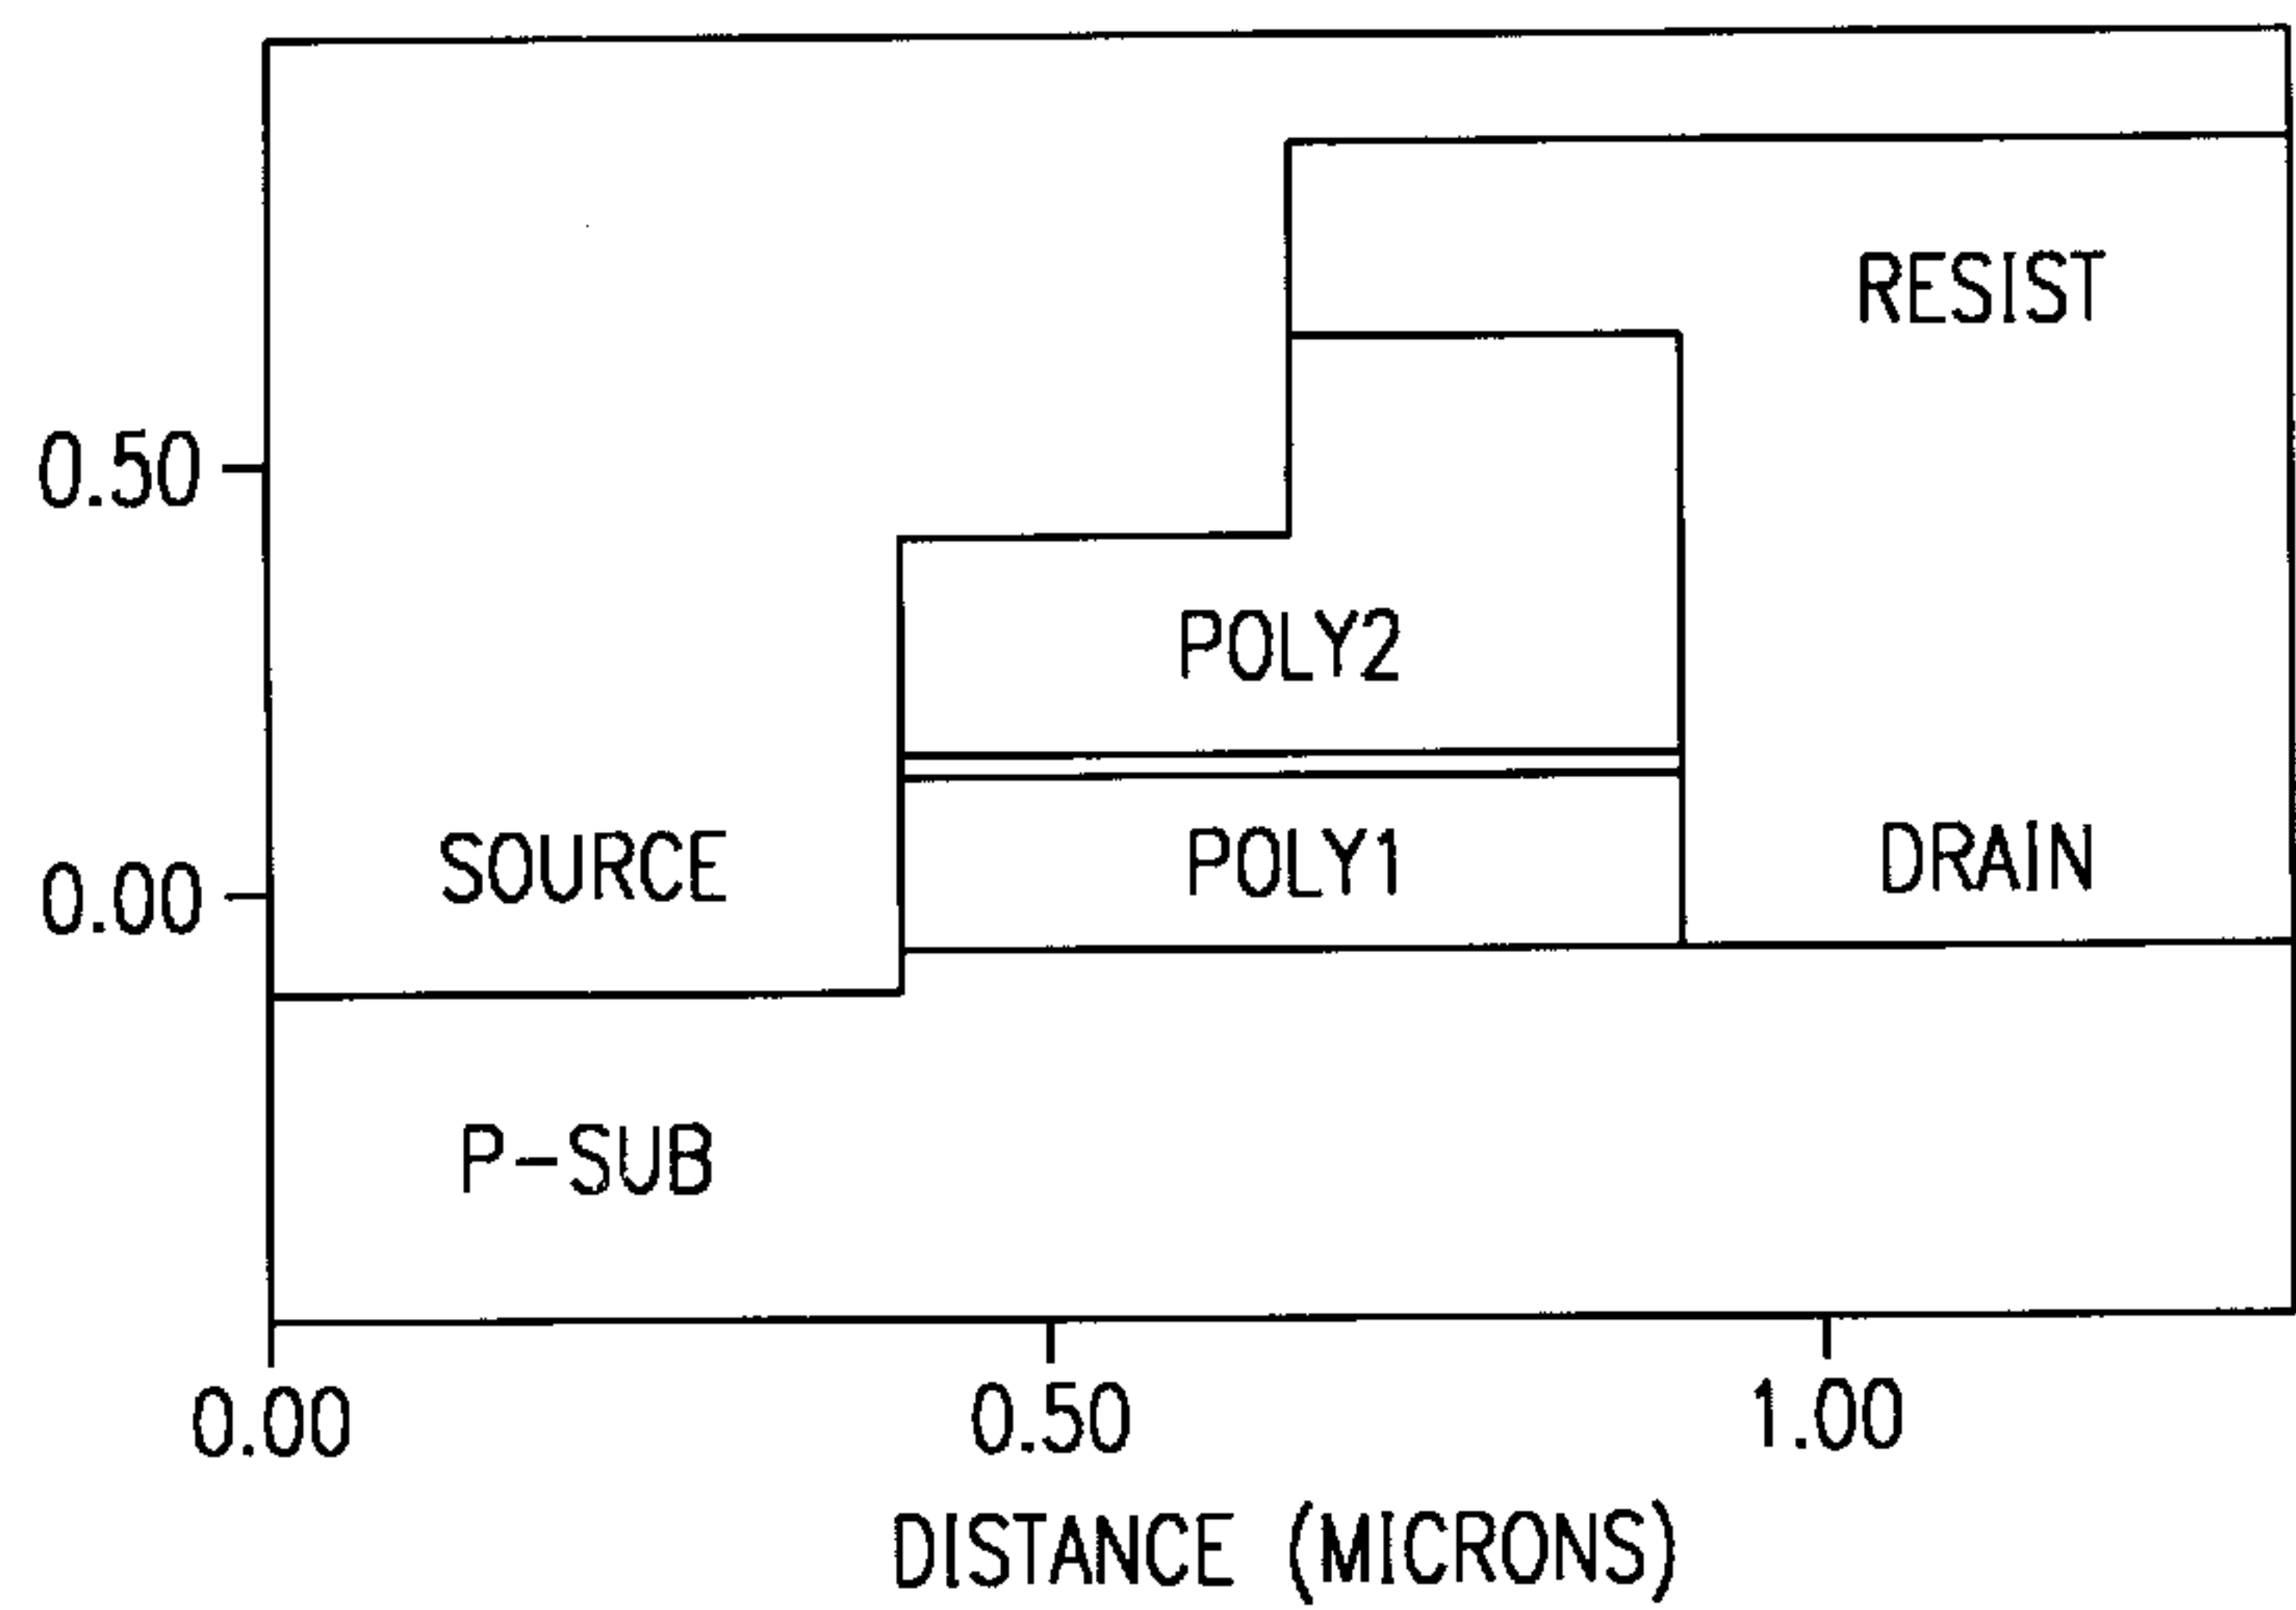 RESIST
0.50
POLY2
SOURCE
POLY1
DRAIN
0.00
P-SUB
0.00
0.50
1.00
DISTANCE (MICRONS)